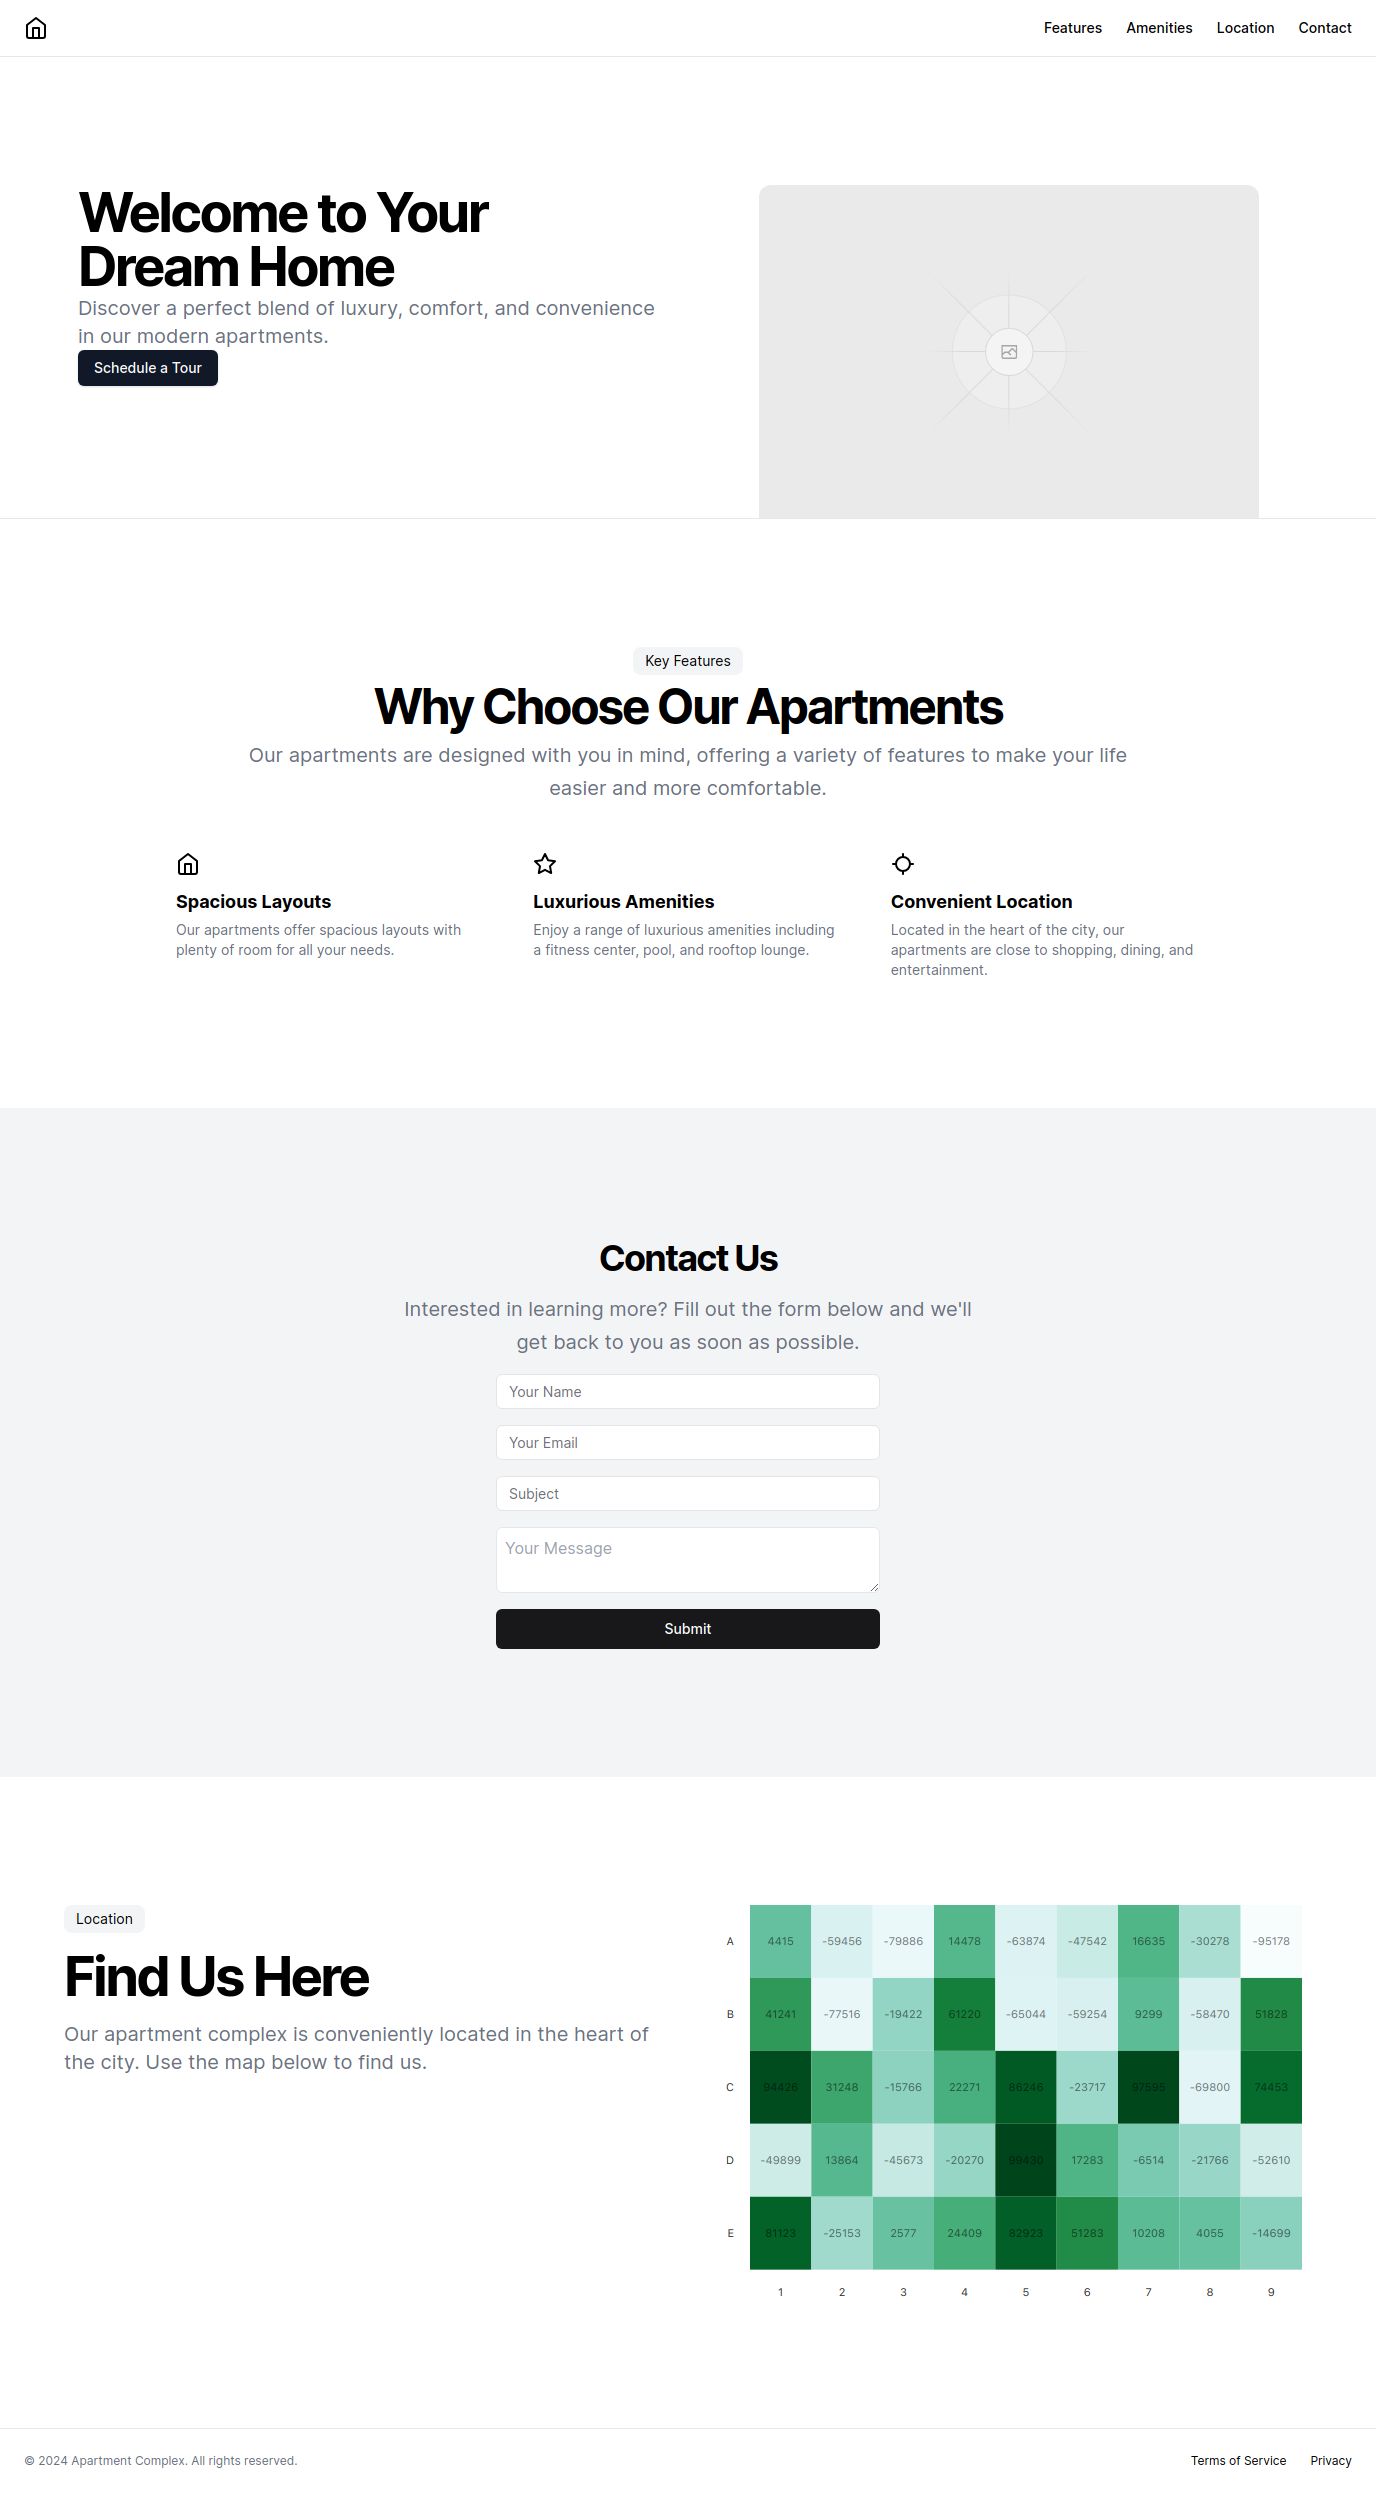 Features Amenities Location Contact
Welcome to Your
Dream Home
Discover a perfect blend of luxury, comfort, and convenience
in our modern apartments.
Schedule a Tour
Key Features
Why Choose Our Apartments
Our apartments are designed with you in mind, offering a variety of features to make your life
easier and more comfortable.
Spacious Layouts
Our apartments offer spacious layouts with
plenty of room for all your needs.
Luxurious Amenities
Enjoy a range of luxurious amenities including
a fitness center, pool, and rooftop lounge.
Convenient Location
Located in the heart of the city, our
apartments are close to shopping, dining, and
entertainment.
Contact Us
Interested in learning more? Fill out the form below and we'll
get back to you as soon as possible.
Your Name
Your Email
Subject
Your Message
Submit
Location
Find Us Here
Our apartment complex is conveniently located in the heart of
the city. Use the map below to find us.
A 4415 -59456 -79886 14478 -63874 -47542 16635 -30278 -95178
B 41241 -77516 -19422 61220 -65044 -59254 9299 -58470 51828
C 94426 31248 -15766 22271 86246 -23717 97595 -69800 74453
D -49899 13864 -45673 -20270 99430 17283 -6514 -21766 -52610
E 81123 -25153 2577 24409 82923 51283 10208 4055 -14699
1 2 3 4 5 6 7 8 9
© 2024 Apartment Complex. All rights reserved.
Terms of Service Privacy